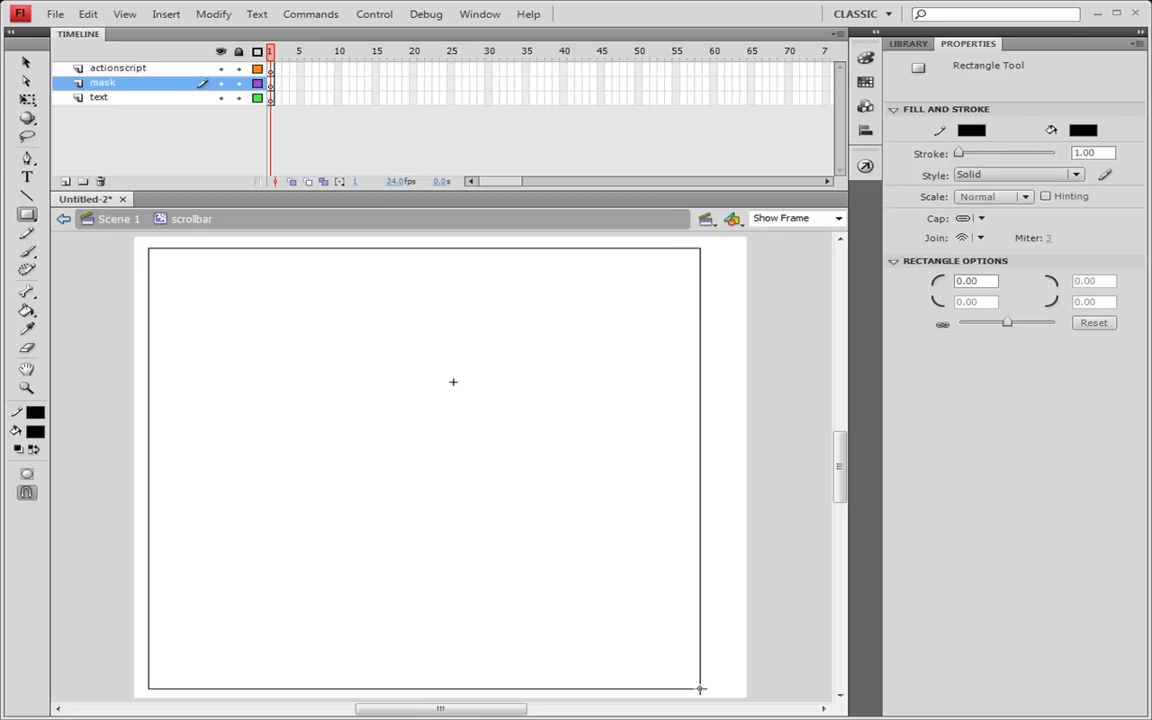 Fl File Edit View Insert Modify Text Commands Control Debug Window Help CLASSIC
TIMELINE
LIBRARY PROPERTIES
1 5 10 15 20 25 30 35 40 45 50 55 60 65 70 7
Rectangle Tool
actionscript
mask
text
FILL AND STROKE
Stroke: 1.00
Style: Solid
1 24.0fps 0.0s
Scale: Normal Hinting
Untitled-2*
Scene 1 scrollbar Show Frame
Cap:
Join: Miter: 3
RECTANGLE OPTIONS
0.00 0.00
0.00 0.00
Reset